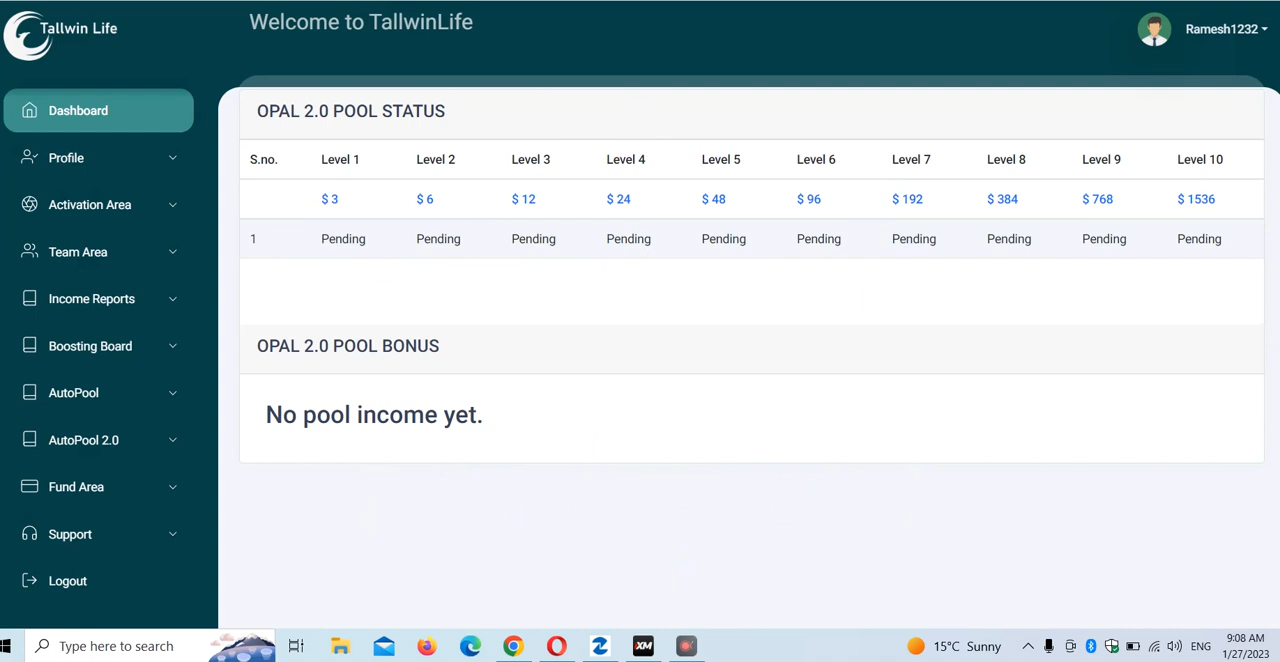 Tallwin Life
Welcome to TallwinLife
Ramesh1232
Dashboard
Profile
Activation Area
Team Area
Income Reports
Boosting Board
AutoPool
AutoPool 2.0
Fund Area
Support
Logout
OPAL 2.0 POOL STATUS
S.no. Level 1 Level 2 Level 3 Level 4 Level 5 Level 6 Level 7 Level 8 Level 9 Level 10
$ 3 $ 6 $ 12 $ 24 $ 48 $ 96 $ 192 $ 384 $ 768 $ 1536
1 Pending Pending Pending Pending Pending Pending Pending Pending Pending Pending
OPAL 2.0 POOL BONUS
No pool income yet.
Type here to search
XM
15°C Sunny
ENG
9:08 AM
1/27/2023